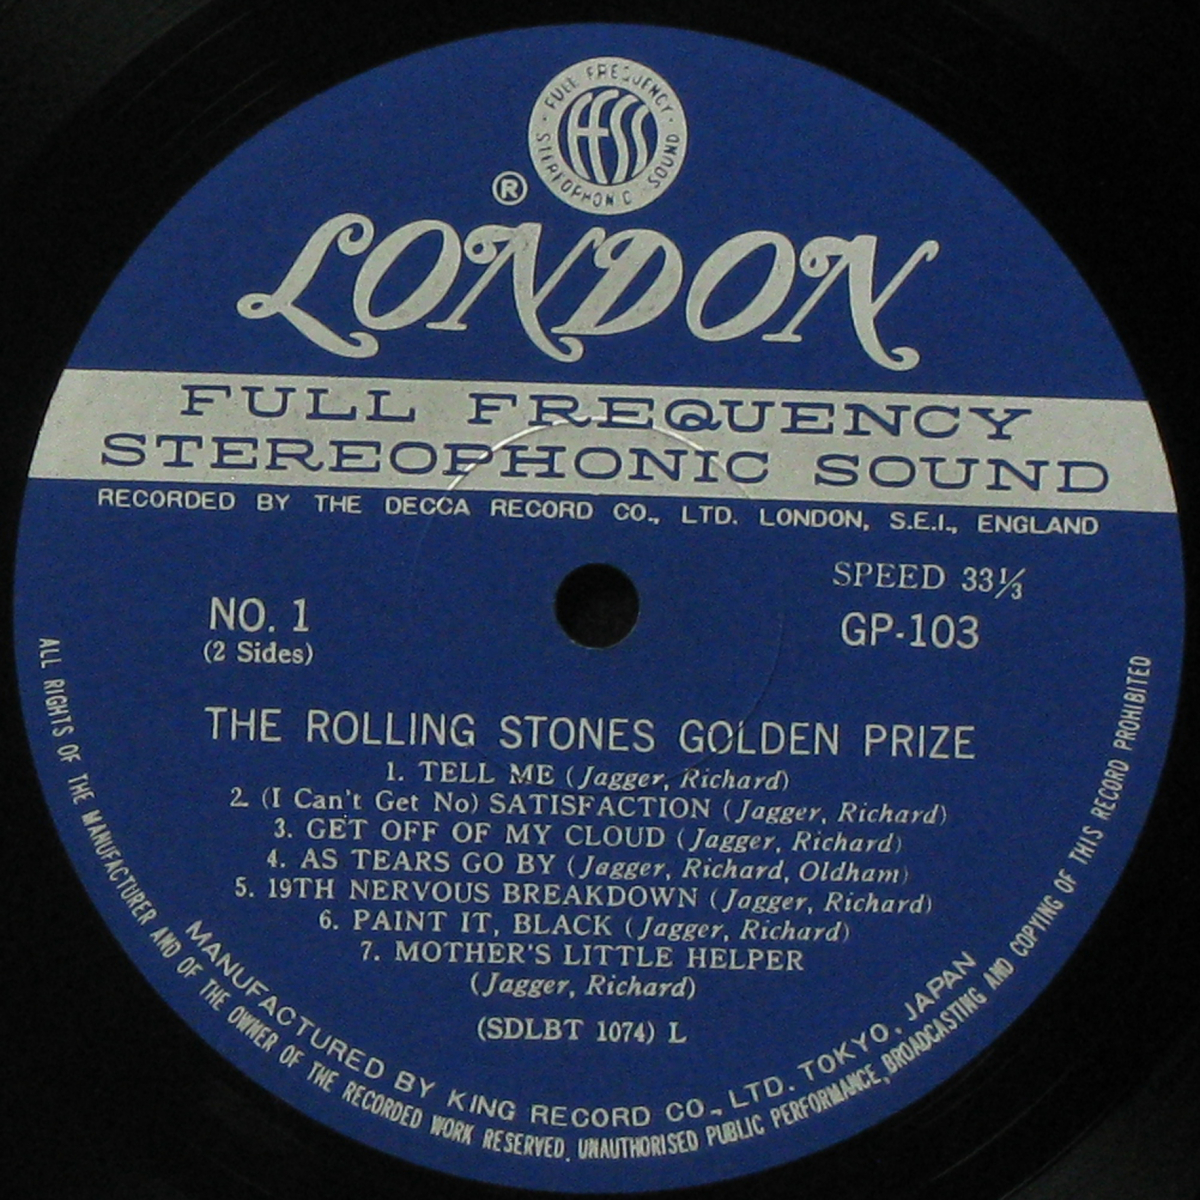 FULL FREQUENCY
STEREOPHONIC SOUND
ffss
®
LONDON
FULL FREQUENCY
STEREOPHONIC SOUND
RECORDED BY THE DECCA RECORD CO., LTD. LONDON, S.E.I., ENGLAND
SPEED 33⅓
NO. 1
GP-103
(2 Sides)
THE ROLLING STONES GOLDEN PRIZE
1. TELL ME (Jagger, Richard)
2. (I Can't Get No) SATISFACTION (Jagger, Richard)
3. GET OFF OF MY CLOUD (Jagger, Richard)
4. AS TEARS GO BY (Jagger, Richard, Oldham)
5. 19TH NERVOUS BREAKDOWN (Jagger, Richard)
6. PAINT IT, BLACK (Jagger, Richard)
7. MOTHER'S LITTLE HELPER
(Jagger, Richard)
(SDLBT 1074) L
MANUFACTURED BY KING RECORD CO., LTD. TOKYO, JAPAN
ALL RIGHTS OF THE MANUFACTURER AND OF THE OWNER OF THE RECORDED WORK RESERVED. UNAUTHORISED PUBLIC PERFORMANCE, BROADCASTING AND COPYING OF THIS RECORD PROHIBITED